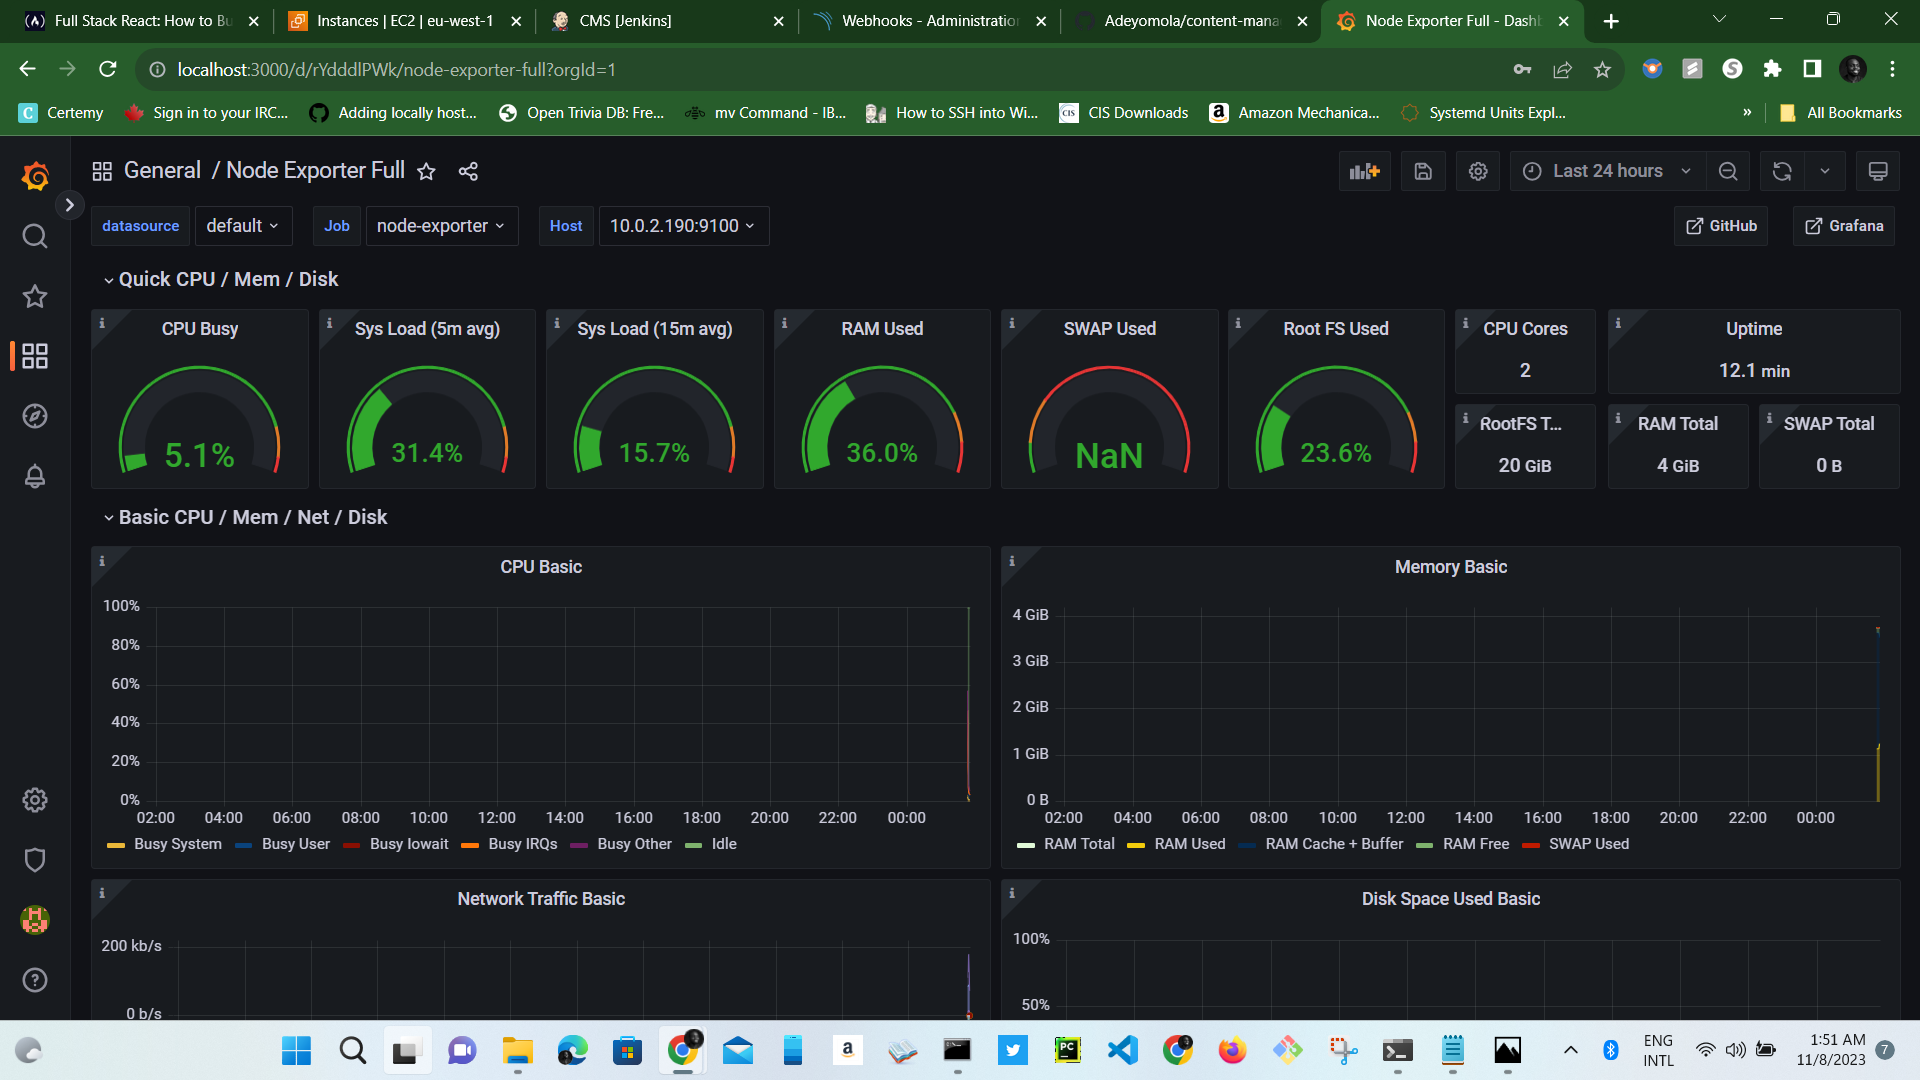 Full Stack React: How to Bu
Instances | EC2 | eu-west-1
CMS [Jenkins]
Webhooks - Administration
Adeyomola/content-mana
Node Exporter Full - Dashb
localhost:3000/d/rYdddlPWk/node-exporter-full?orgId=1
Certemy
Sign in to your IRC...
Adding locally host...
Open Trivia DB: Fre...
mv Command - IB...
How to SSH into Wi...
CIS Downloads
Amazon Mechanica...
Systemd Units Expl...
»
All Bookmarks
General / Node Exporter Full
Last 24 hours
datasource default
Job node-exporter
Host 10.0.2.190:9100
GitHub
Grafana
Quick CPU / Mem / Disk
CPU Busy
5.1%
Sys Load (5m avg)
31.4%
Sys Load (15m avg)
15.7%
RAM Used
36.0%
SWAP Used
NaN
Root FS Used
23.6%
CPU Cores
2
Uptime
12.1 min
RootFS T...
20 GiB
RAM Total
4 GiB
SWAP Total
0 B
Basic CPU / Mem / Net / Disk
CPU Basic
100%
80%
60%
40%
20%
0%
02:00 04:00 06:00 08:00 10:00 12:00 14:00 16:00 18:00 20:00 22:00 00:00
Busy System Busy User Busy Iowait Busy IRQs Busy Other Idle
Memory Basic
4 GiB
3 GiB
2 GiB
1 GiB
0 B
02:00 04:00 06:00 08:00 10:00 12:00 14:00 16:00 18:00 20:00 22:00 00:00
RAM Total RAM Used RAM Cache + Buffer RAM Free SWAP Used
Network Traffic Basic
200 kb/s
0 b/s
Disk Space Used Basic
100%
50%
ENG
INTL
1:51 AM
11/8/2023
7